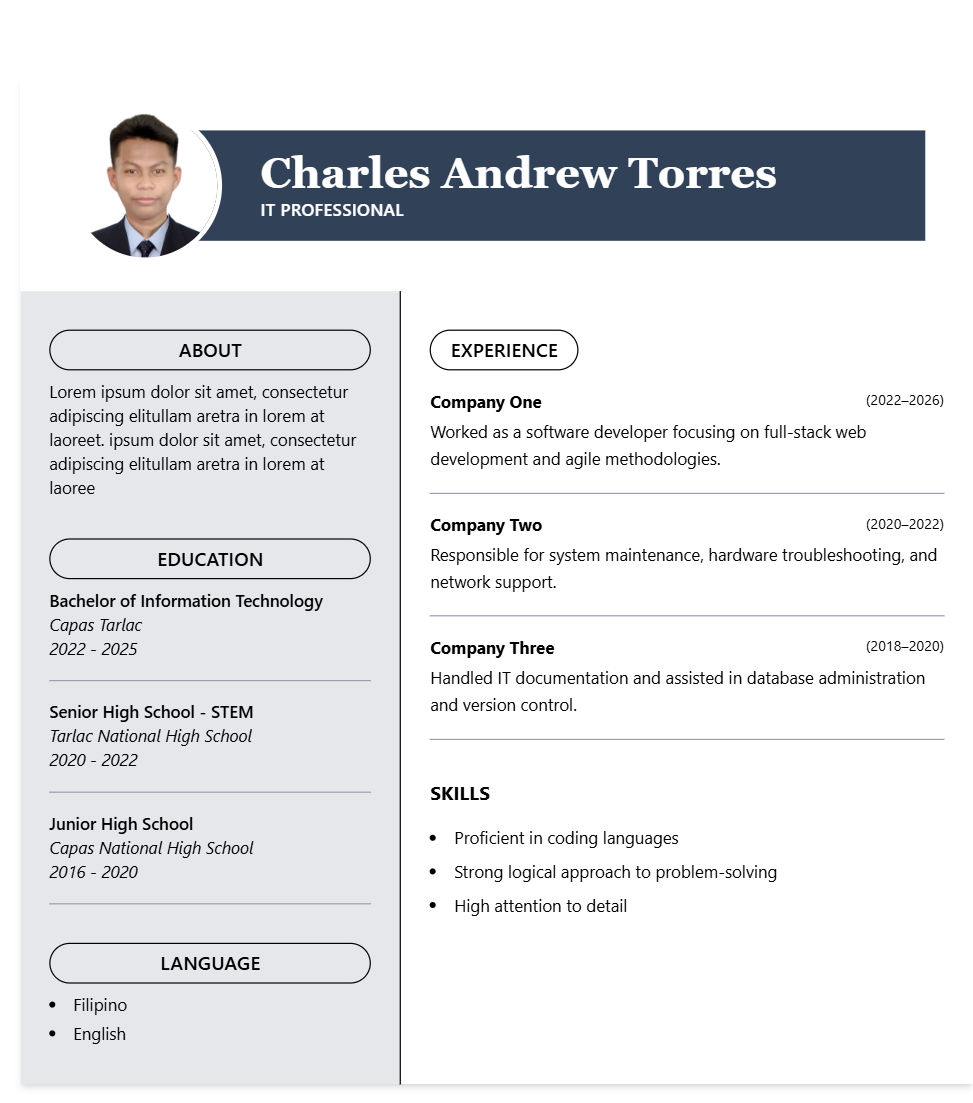 Charles Andrew Torres
IT PROFESSIONAL
ABOUT
Lorem ipsum dolor sit amet, consectetur
adipiscing elitullam aretra in lorem at
laoreet. ipsum dolor sit amet, consectetur
adipiscing elitullam aretra in lorem at
laoree
EDUCATION
Bachelor of Information Technology
Capas Tarlac
2022 - 2025
Senior High School - STEM
Tarlac National High School
2020 - 2022
Junior High School
Capas National High School
2016 - 2020
LANGUAGE
• Filipino
• English
EXPERIENCE
Company One (2022–2026)
Worked as a software developer focusing on full-stack web
development and agile methodologies.
Company Two (2020–2022)
Responsible for system maintenance, hardware troubleshooting, and
network support.
Company Three (2018–2020)
Handled IT documentation and assisted in database administration
and version control.
SKILLS
• Proficient in coding languages
• Strong logical approach to problem-solving
• High attention to detail